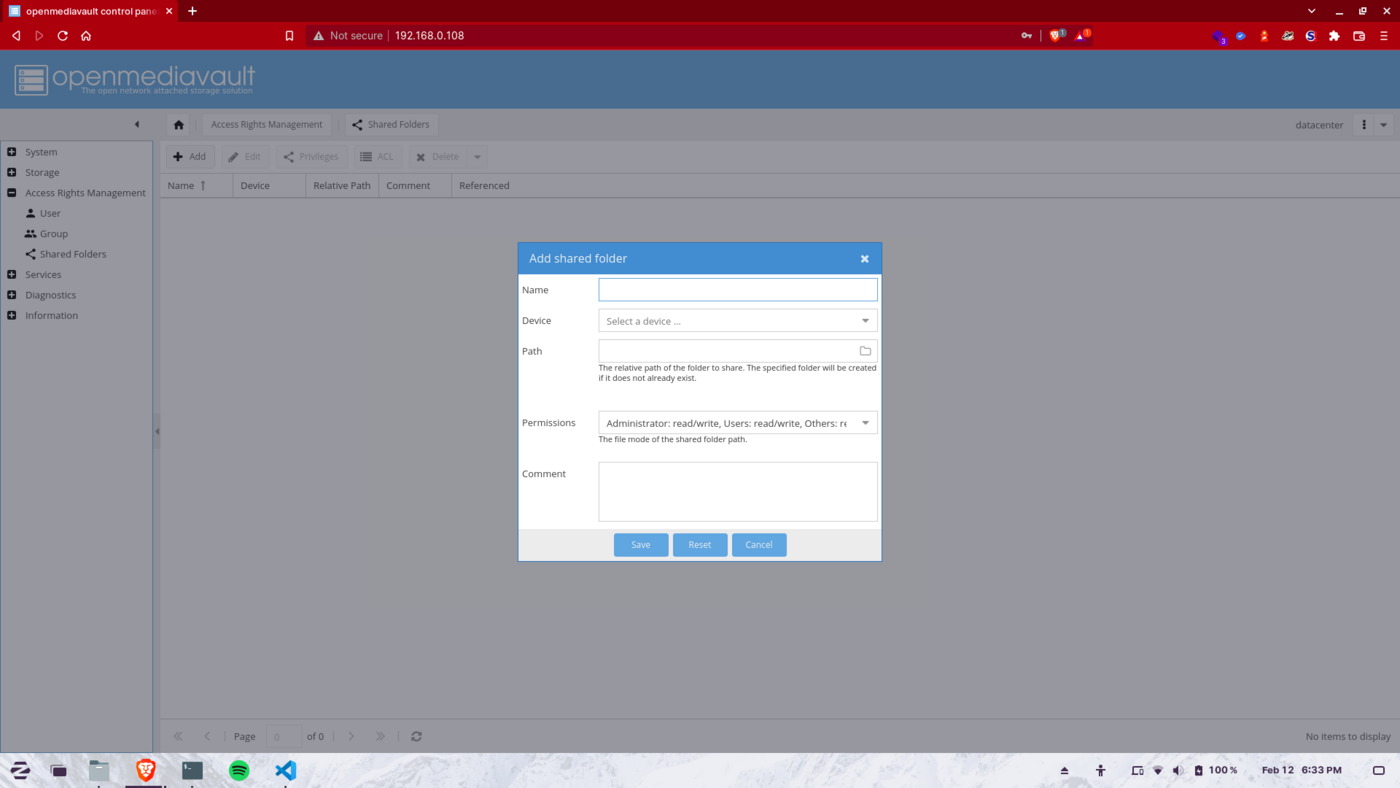 openmediavault control pane
Not secure 192.168.0.108
1
1
3
openmediavault
The open network attached storage solution
Access Rights Management
Shared Folders
datacenter
System
Storage
Access Rights Management
User
Group
Shared Folders
Services
Diagnostics
Information
Add
Edit
Privileges
ACL
Delete
Name
Device
Relative Path
Comment
Referenced
Add shared folder
Name
Device
Select a device ...
Path
The relative path of the folder to share. The specified folder will be created
if it does not already exist.
Permissions
Administrator: read/write, Users: read/write, Others: re
The file mode of the shared folder path.
Comment
Save
Reset
Cancel
Page 0 of 0
No items to display
100 %
Feb 12 6:33 PM